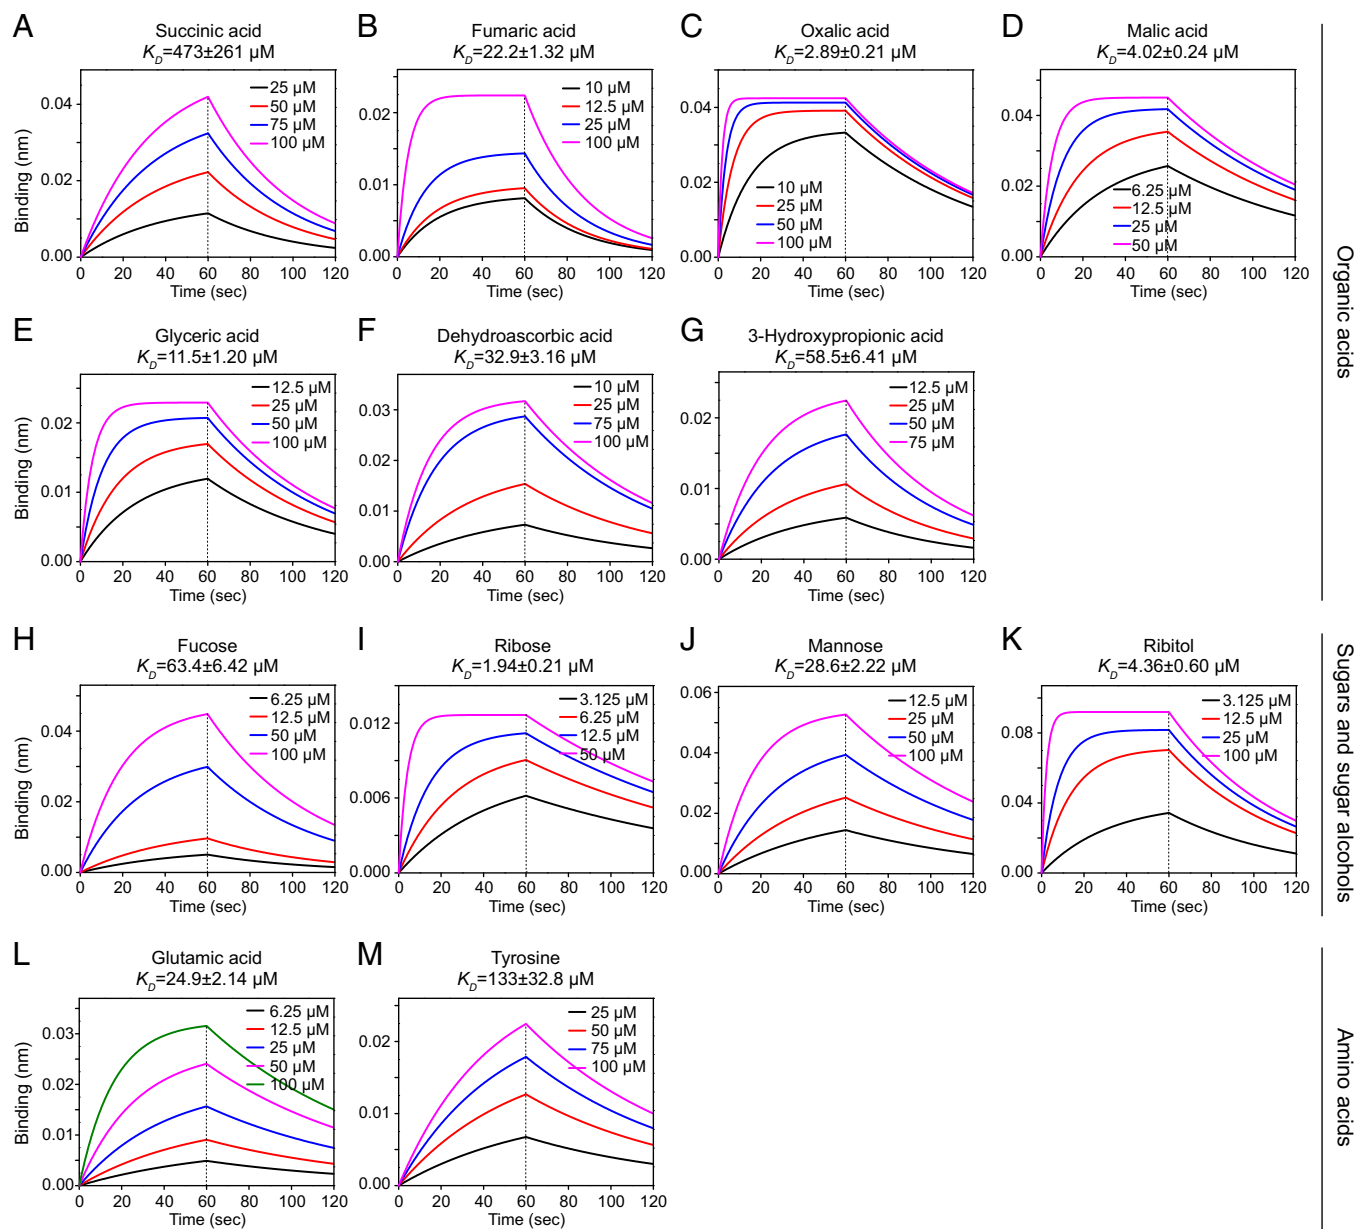 A
Succinic acid
K_D=473±261 µM
25 µM
50 µM
75 µM
100 µM
0.04
0.02
0.00
Binding (nm)
0 20 40 60 80 100 120
Time (sec)
B
Fumaric acid
K_D=22.2±1.32 µM
10 µM
12.5 µM
25 µM
100 µM
0.02
0.01
0.00
0 20 40 60 80 100 120
Time (sec)
C
Oxalic acid
K_D=2.89±0.21 µM
0.04
0.02
0.00
10 µM
25 µM
50 µM
100 µM
0 20 40 60 80 100 120
Time (sec)
D
Malic acid
K_D=4.02±0.24 µM
0.04
0.02
0.00
6.25 µM
12.5 µM
25 µM
50 µM
0 20 40 60 80 100 120
Time (sec)
Organic acids
E
Glyceric acid
K_D=11.5±1.20 µM
12.5 µM
25 µM
50 µM
100 µM
0.02
0.01
0.00
Binding (nm)
0 20 40 60 80 100 120
Time (sec)
F
Dehydroascorbic acid
K_D=32.9±3.16 µM
10 µM
25 µM
75 µM
100 µM
0.03
0.02
0.01
0.00
0 20 40 60 80 100 120
Time (sec)
G
3-Hydroxypropionic acid
K_D=58.5±6.41 µM
12.5 µM
25 µM
50 µM
75 µM
0.02
0.01
0.00
0 20 40 60 80 100 120
Time (sec)
H
Fucose
K_D=63.4±6.42 µM
6.25 µM
12.5 µM
50 µM
100 µM
0.04
0.02
0.00
Binding (nm)
0 20 40 60 80 100 120
Time (sec)
I
Ribose
K_D=1.94±0.21 µM
3.125 µM
6.25 µM
12.5 µM
50 µM
0.012
0.006
0.000
0 20 40 60 80 100 120
Time (sec)
J
Mannose
K_D=28.6±2.22 µM
12.5 µM
25 µM
50 µM
100 µM
0.06
0.04
0.02
0.00
0 20 40 60 80 100 120
Time (sec)
K
Ribitol
K_D=4.36±0.60 µM
3.125 µM
12.5 µM
25 µM
100 µM
0.08
0.04
0.00
0 20 40 60 80 100 120
Time (sec)
Sugars and sugar alcohols
L
Glutamic acid
K_D=24.9±2.14 µM
6.25 µM
12.5 µM
25 µM
50 µM
100 µM
0.03
0.02
0.01
0.00
Binding (nm)
0 20 40 60 80 100 120
Time (sec)
M
Tyrosine
K_D=133±32.8 µM
25 µM
50 µM
75 µM
100 µM
0.02
0.01
0.00
0 20 40 60 80 100 120
Time (sec)
Amino acids